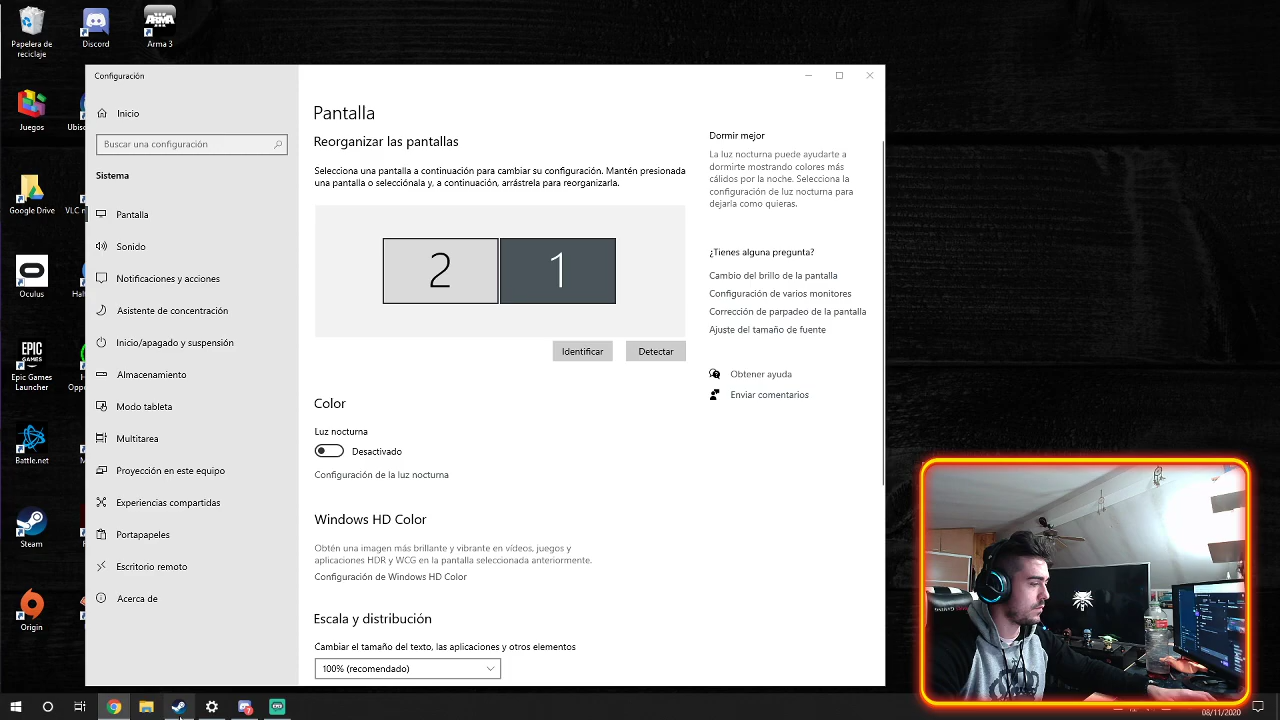 Papelera de
reciclaje
Discord
Arma 3
Configuración
Inicio
Buscar una configuración
Sistema
Pantalla
Sonido
Notificaciones y acciones
Asistente de concentración
Inicio/apagado y suspensión
Almacenamiento
Modo tableta
Multitarea
Proyección en este equipo
Experiencias compartidas
Portapapeles
Escritorio remoto
Acerca de
Pantalla
Reorganizar las pantallas
Selecciona una pantalla a continuación para cambiar su configuración. Mantén presionada
una pantalla o selecciónala y, a continuación, arrástrela para reorganizarla.
2 1
Identificar Detectar
Color
Luz nocturna
Desactivado
Configuración de la luz nocturna
Windows HD Color
Obtén una imagen más brillante y vibrante en vídeos, juegos y
aplicaciones HDR y WCG en la pantalla seleccionada anteriormente.
Configuración de Windows HD Color
Escala y distribución
Cambiar el tamaño del texto, las aplicaciones y otros elementos
100% (recomendado)
Dormir mejor
La luz nocturna puede ayudarte a
dormirte mostrando colores más
cálidos por la noche. Selecciona la
configuración de luz nocturna para
dejarla como quieras.
¿Tienes alguna pregunta?
Cambio del brillo de la pantalla
Configuración de varios monitores
Corrección de parpadeo de la pantalla
Ajuste del tamaño de fuente
Obtener ayuda
Enviar comentarios
Juegos
Ubisc
Google Drive
VLC n
Oculus
EPIC
GAMES
Epic Games
Launcher
Oppo
Battle.net
Steam
Origin
08/11/2020